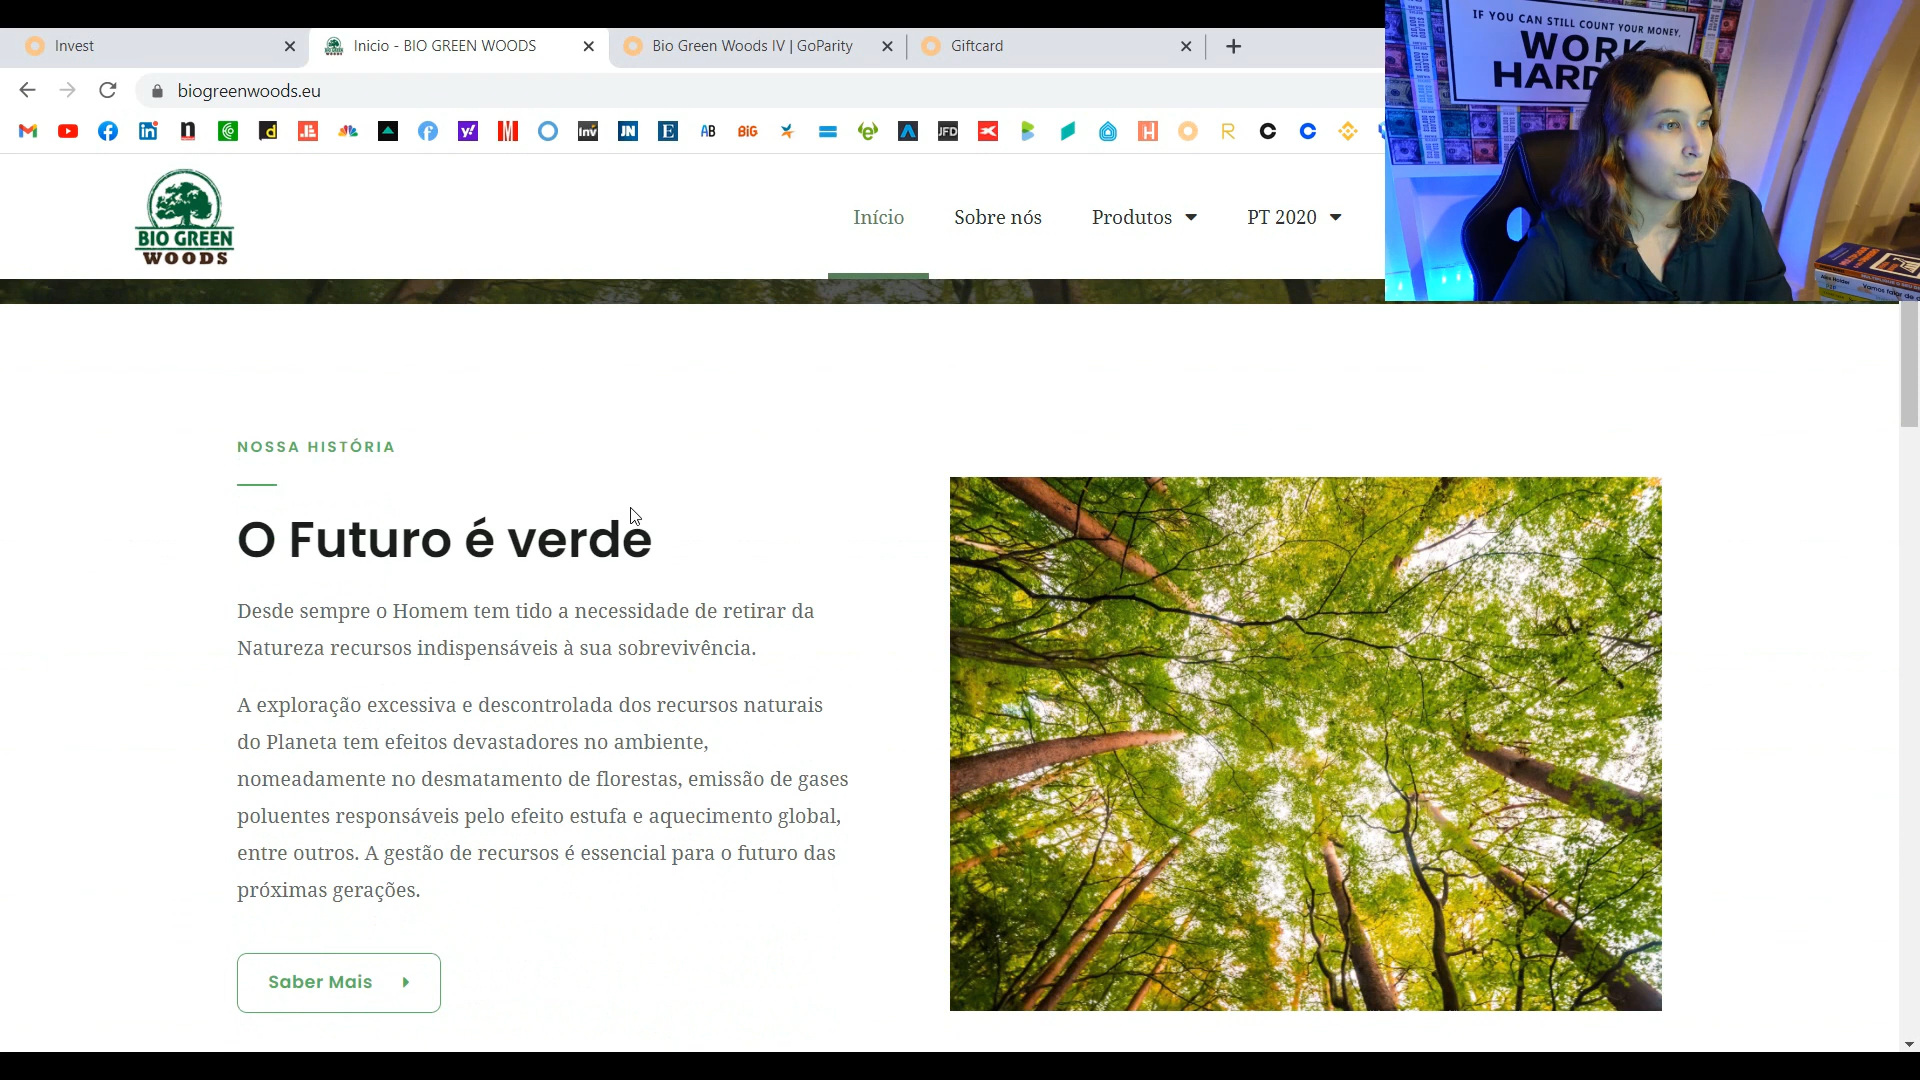 Invest
Inicio - BIO GREEN WOODS
Bio Green Woods IV | GoParity
Giftcard
biogreenwoods.eu
IF YOU CAN STILL COUNT YOUR MONEY,
WORK
HARD
BIO GREEN
WOODS
Início
Sobre nós
Produtos
PT 2020
NOSSA HISTÓRIA
O Futuro é verde
Desde sempre o Homem tem tido a necessidade de retirar da
Natureza recursos indispensáveis à sua sobrevivência.
A exploração excessiva e descontrolada dos recursos naturais
do Planeta tem efeitos devastadores no ambiente,
nomeadamente no desmatamento de florestas, emissão de gases
poluentes responsáveis pelo efeito estufa e aquecimento global,
entre outros. A gestão de recursos é essencial para o futuro das
próximas gerações.
Saber Mais